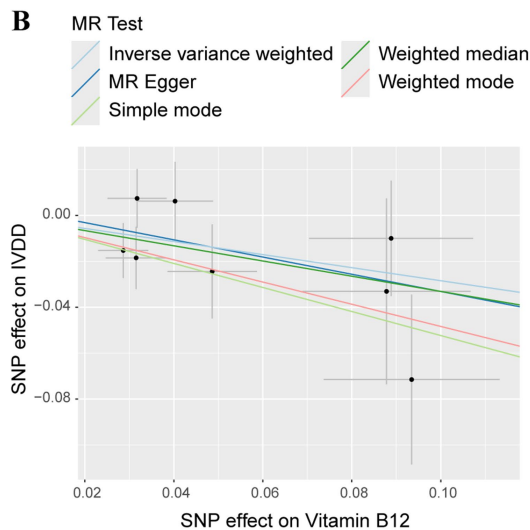 B
MR Test
Inverse variance weighted
Weighted median
MR Egger
Weighted mode
Simple mode
SNP effect on IVDD
0.00
−0.04
−0.08
0.02 0.04 0.06 0.08 0.10
SNP effect on Vitamin B12